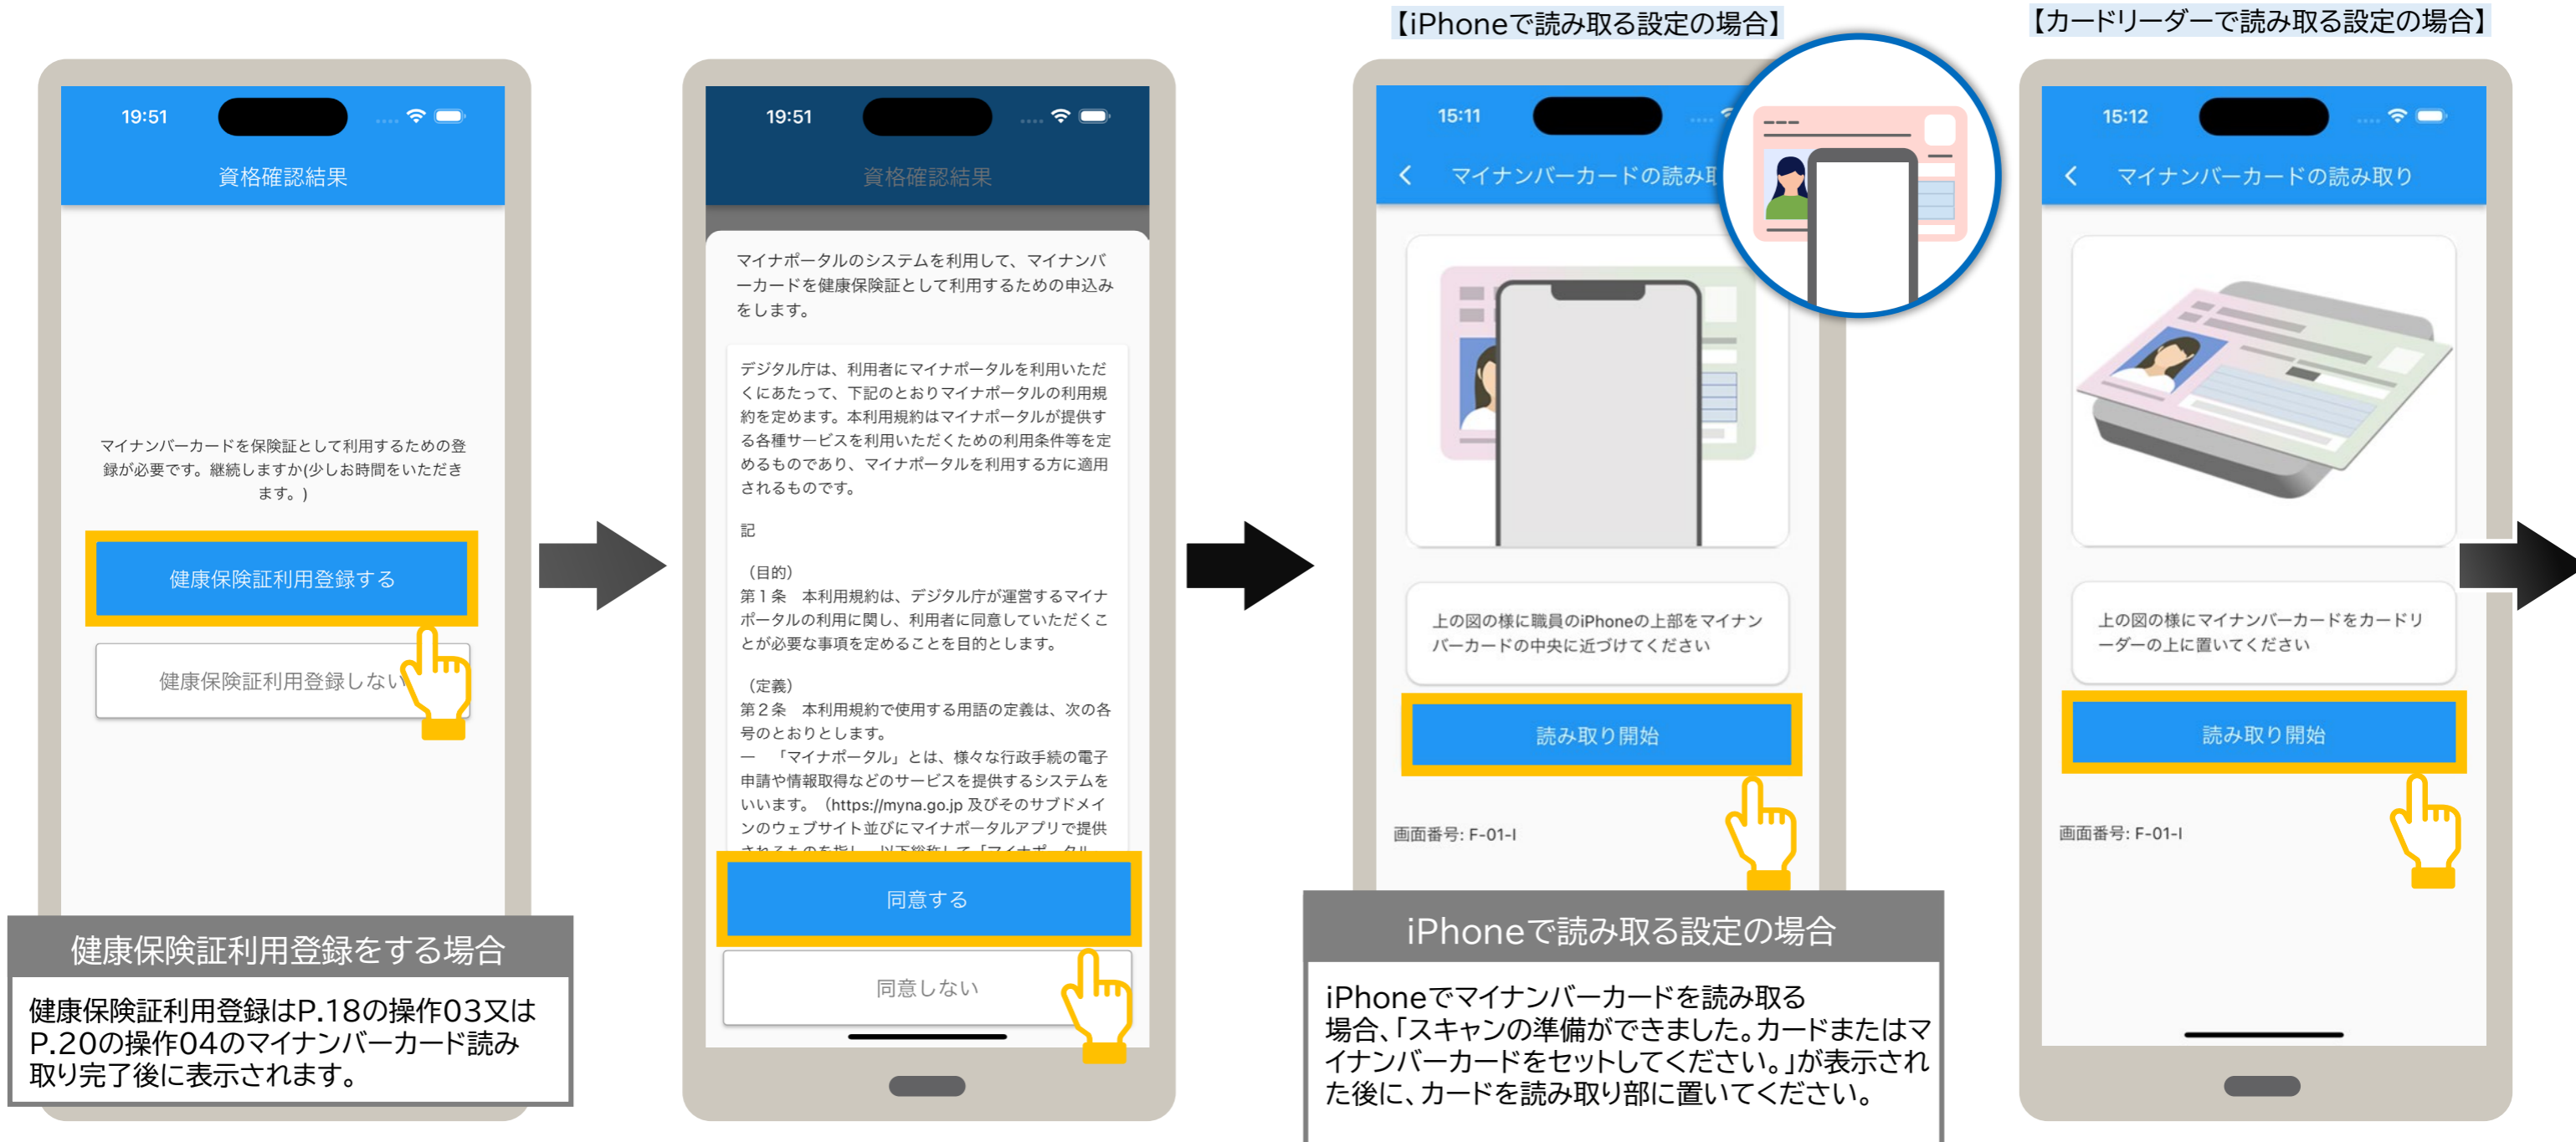 19:51
資格確認結果
マイナンバーカードを保険証として利用するための登
録が必要です。継続しますか(少しお時間をいただき
ます。)
健康保険証利用登録する
健康保険証利用登録しない
健康保険証利用登録をする場合
健康保険証利用登録はP.18の操作03又は
P.20の操作04のマイナンバーカード読み
取り完了後に表示されます。
19:51
資格確認結果
マイナポータルのシステムを利用して、マイナンバ
ーカードを健康保険証として利用するための申込み
をします。
デジタル庁は、利用者にマイナポータルを利用いただ
くにあたって、下記のとおりマイナポータルの利用規
約を定めます。本利用規約はマイナポータルが提供す
る各種サービスを利用いただくための利用条件等を定
めるものであり、マイナポータルを利用する方に適用
されるものです。
記
（目的）
第１条　本利用規約は、デジタル庁が運営するマイナ
ポータルの利用に関し、利用者に同意していただくこ
とが必要な事項を定めることを目的とします。
（定義）
第２条　本利用規約で使用する用語の定義は、次の各
号のとおりとします。
一　「マイナポータル」とは、様々な行政手続の電子
申請や情報取得などのサービスを提供するシステムを
いいます。（https://myna.go.jp 及びそのサブドメイ
ンのウェブサイト並びにマイナポータルアプリで提供
されるものを指し、以下総称して「マイナポータル
同意する
同意しない
【iPhoneで読み取る設定の場合】
15:11
マイナンバーカードの読み取
上の図の様に職員のiPhoneの上部をマイナン
バーカードの中央に近づけてください
読み取り開始
画面番号: F-01-I
iPhoneで読み取る設定の場合
iPhoneでマイナンバーカードを読み取る
場合、「スキャンの準備ができました。カードまたはマ
イナンバーカードをセットしてください。」が表示され
た後に、カードを読み取り部に置いてください。
【カードリーダーで読み取る設定の場合】
15:12
マイナンバーカードの読み取り
上の図の様にマイナンバーカードをカードリ
ーダーの上に置いてください
読み取り開始
画面番号: F-01-I